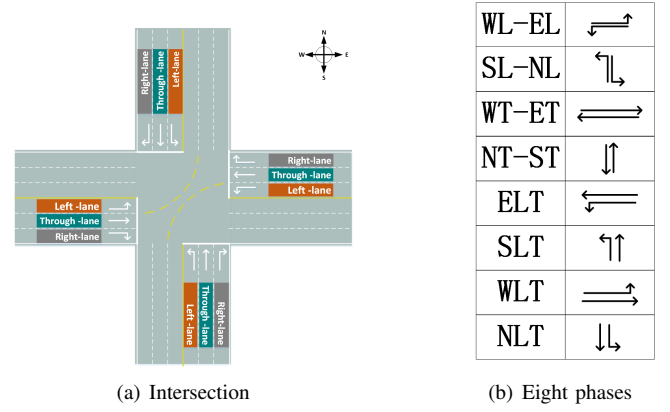 N
W E
S
Right-lane
Through -lane
Left-lane
Right-lane
Through -lane
Left-lane
Left-lane
Through -lane
Right-lane
Left-lane
Through -lane
Right-lane
(a) Intersection
WL-EL
SL-NL
WT-ET
NT-ST
ELT
SLT
WLT
NLT
(b) Eight phases